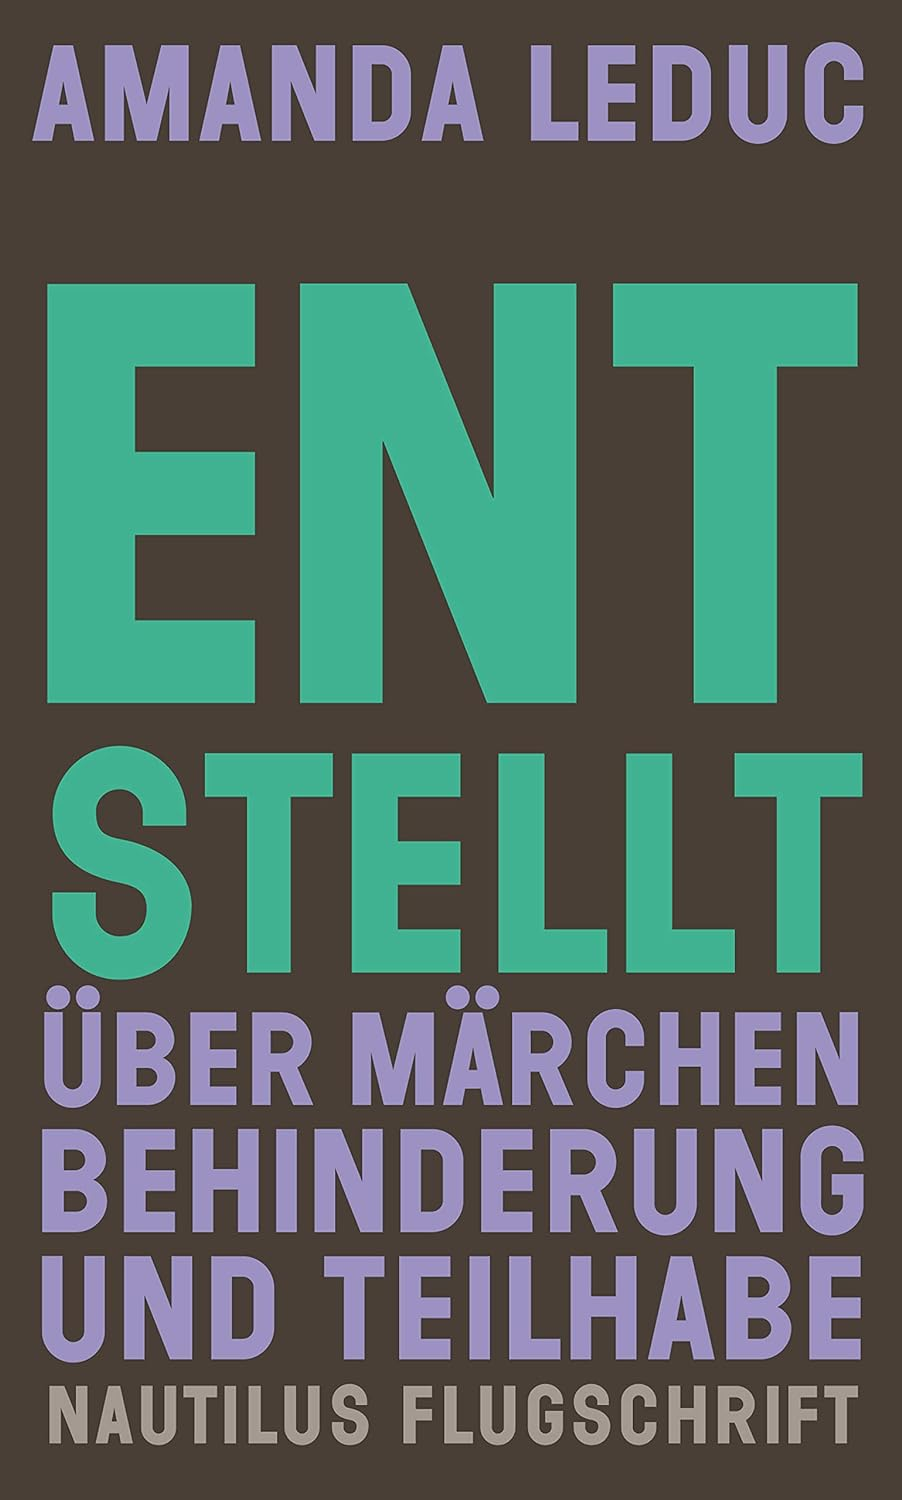 AMANDA LEDUC
ENT
STELLT
ÜBER MÄRCHEN
BEHINDERUNG
UND TEILHABE
NAUTILUS FLUGSCHRIFT